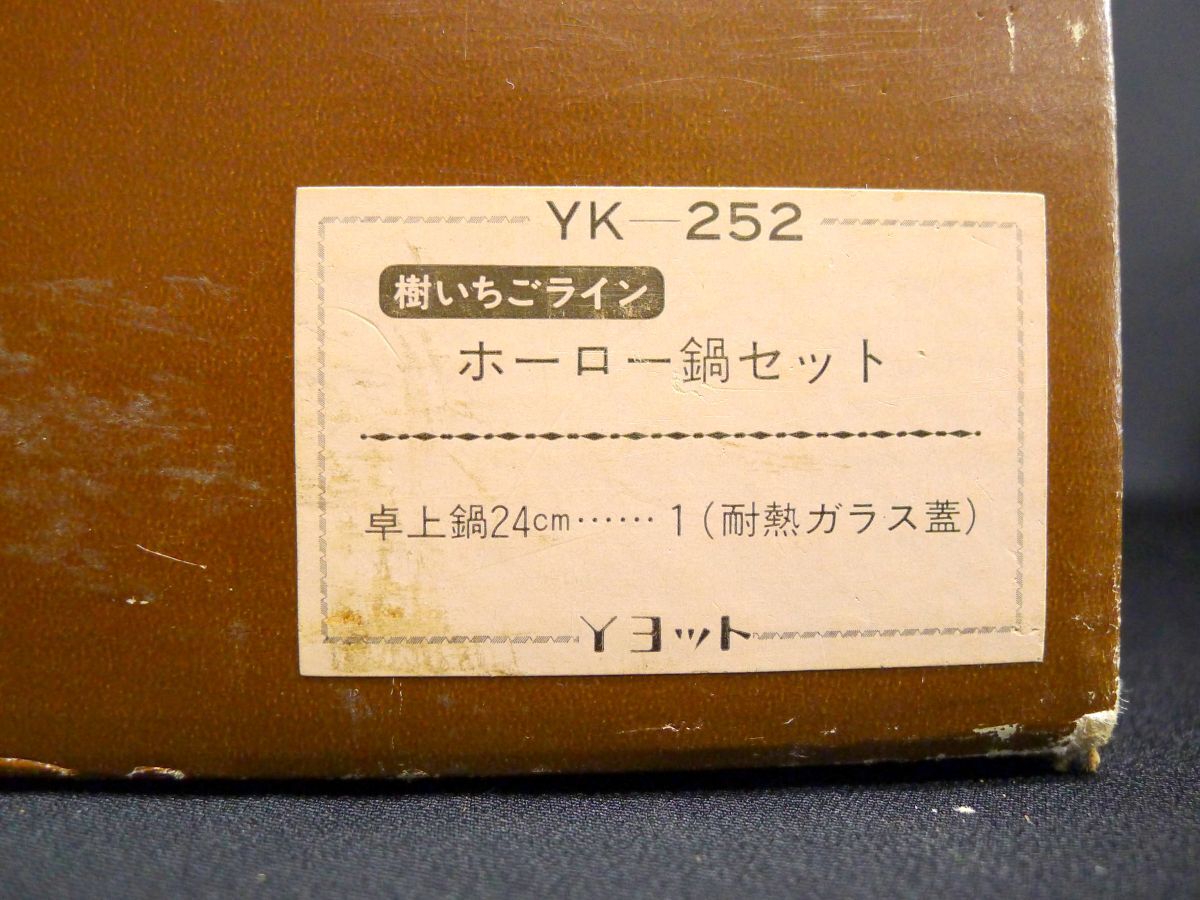 YK—252
樹いちごライン
ホーロー鍋セット
卓上鍋24cm……1(耐熱ガラス蓋)
Yヨット